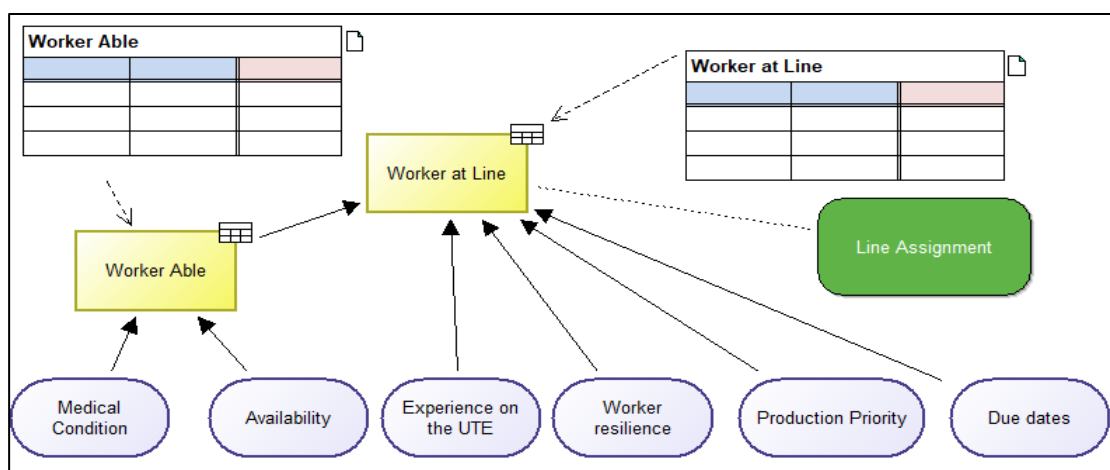 Worker Able
Worker at Line
Worker at Line
Line Assignment
Worker Able
Medical
Condition
Availability
Experience on
the UTE
Worker
resilience
Production Priority
Due dates